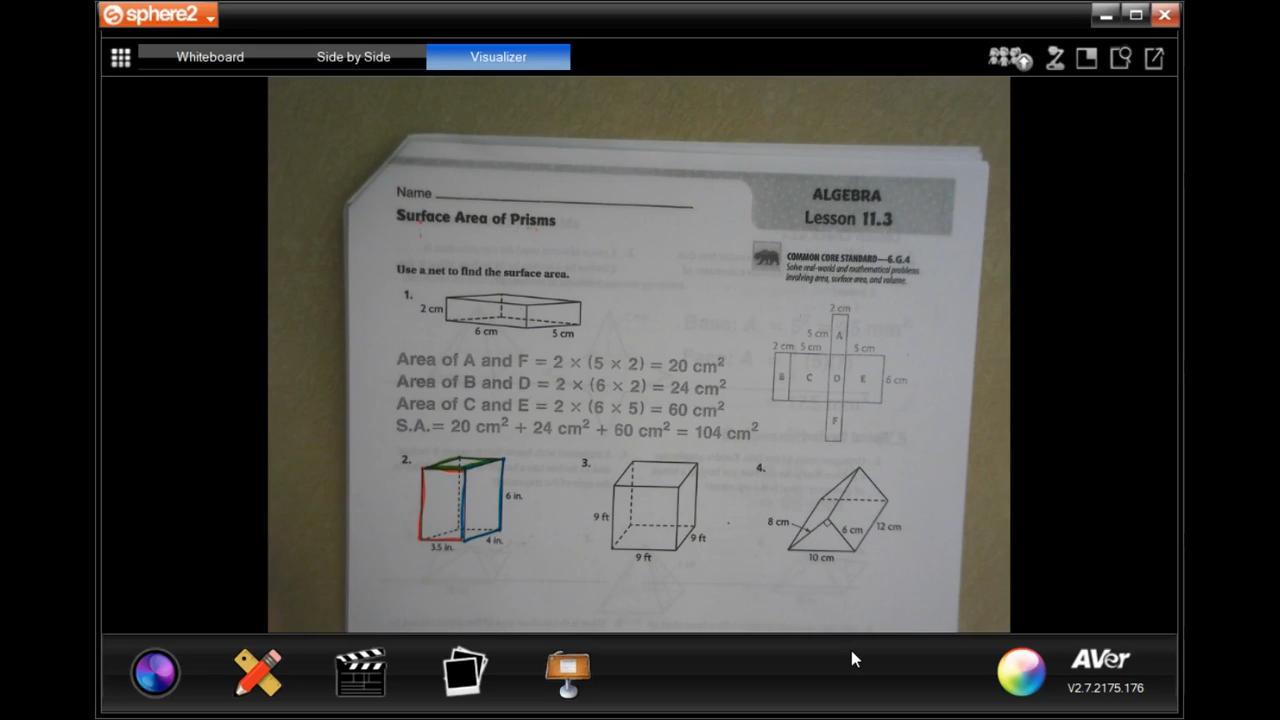 sphere2
Whiteboard
Side by Side
Visualizer
Name
Surface Area of Prisms
ALGEBRA
Lesson 11.3
COMMON CORE STANDARD—6.G.4
Solve real-world and mathematical problems
involving area, surface area, and volume.
Use a net to find the surface area.
1.
2 cm
6 cm
5 cm
2 cm
5 cm
A
2 cm
5 cm
5 cm
B
C
D
E
6 cm
F
Area of A and F = 2 × (5 × 2) = 20 cm²
Area of B and D = 2 × (6 × 2) = 24 cm²
Area of C and E = 2 × (6 × 5) = 60 cm²
S.A.= 20 cm² + 24 cm² + 60 cm² = 104 cm²
2.
6 in.
3.5 in.
4 in.
3.
9 ft
9 ft
9 ft
4.
8 cm
6 cm
12 cm
10 cm
AVer
V2.7.2175.176